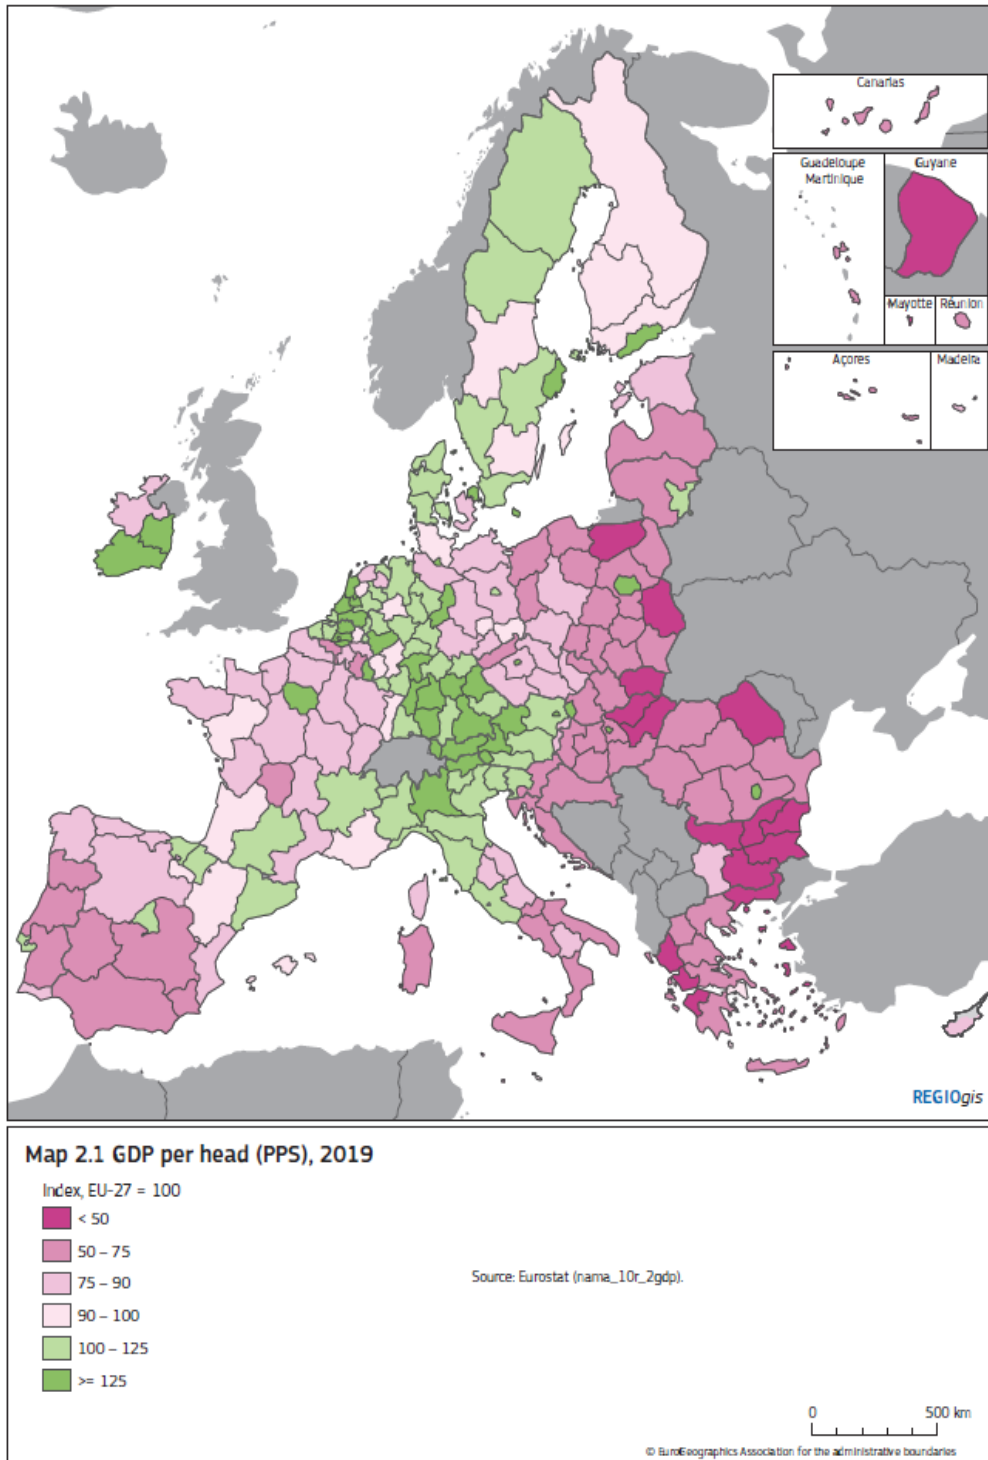 Canarias
Guadeloupe
Martinique
Guyane
Mayotte
Réunion
Açores
Madeira
REGIOgis
Map 2.1 GDP per head (PPS), 2019
Index, EU-27 = 100
< 50
50 – 75
75 – 90
90 – 100
100 – 125
>= 125
Source: Eurostat (nama_10r_2gdp).
0 500 km
© EuroGeographics Association for the administrative boundaries